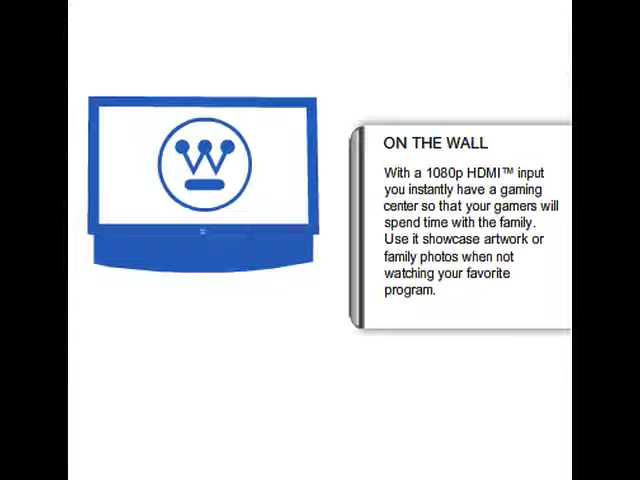 ON THE WALL
With a 1080p HDMI™ input
you instantly have a gaming
center so that your gamers will
spend time with the family.
Use it showcase artwork or
family photos when not
watching your favorite
program.